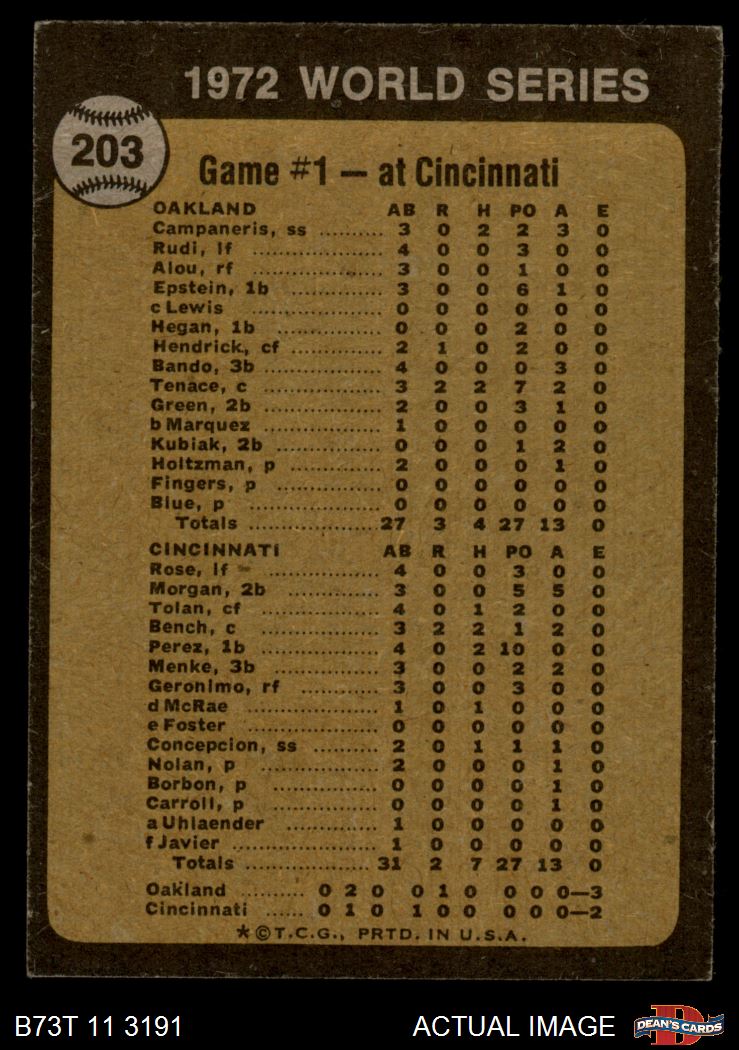 1972 WORLD SERIES
203
Game #1 — at Cincinnati
OAKLAND AB R H PO A E
Campaneris, ss .......... 3 0 2 2 3 0
Rudi, lf .............. 4 0 0 3 0 0
Alou, rf .............. 3 0 0 1 0 0
Epstein, 1b .............. 3 0 0 6 1 0
c Lewis .............. 0 0 0 0 0 0
Hegan, 1b .............. 0 0 0 2 0 0
Hendrick, cf .............. 2 1 0 2 0 0
Bando, 3b .............. 4 0 0 0 3 0
Tenace, c .............. 3 2 2 7 2 0
Green, 2b .............. 2 0 0 3 1 0
b Marquez .............. 1 0 0 0 0 0
Kubiak, 2b .............. 0 0 0 1 2 0
Holtzman, p .............. 2 0 0 0 1 0
Fingers, p .............. 0 0 0 0 0 0
Blue, p .............. 0 0 0 0 0 0
Totals .............. 27 3 4 27 13 0
CINCINNATI AB R H PO A E
Rose, lf .............. 4 0 0 3 0 0
Morgan, 2b .............. 3 0 0 5 5 0
Tolan, cf .............. 4 0 1 2 0 0
Bench, c .............. 3 2 2 1 2 0
Perez, 1b .............. 4 0 2 10 0 0
Menke, 3b .............. 3 0 0 2 2 0
Geronimo, rf .............. 3 0 0 3 0 0
d McRae .............. 1 0 1 0 0 0
e Foster .............. 0 0 0 0 0 0
Concepcion, ss .......... 2 0 1 1 1 0
Nolan, p .............. 2 0 0 0 1 0
Borbon, p .............. 0 0 0 0 1 0
Carroll, p .............. 0 0 0 0 1 0
a Uhlaender .............. 1 0 0 0 0 0
f Javier .............. 1 0 0 0 0 0
Totals .............. 31 2 7 27 13 0
Oakland .......... 0 2 0 0 1 0 0 0 0—3
Cincinnati ...... 0 1 0 1 0 0 0 0 0—2
*©T.C.G., PRTD. IN U.S.A.
B73T 11 3191 ACTUAL IMAGE
D
DEAN'S CARDS